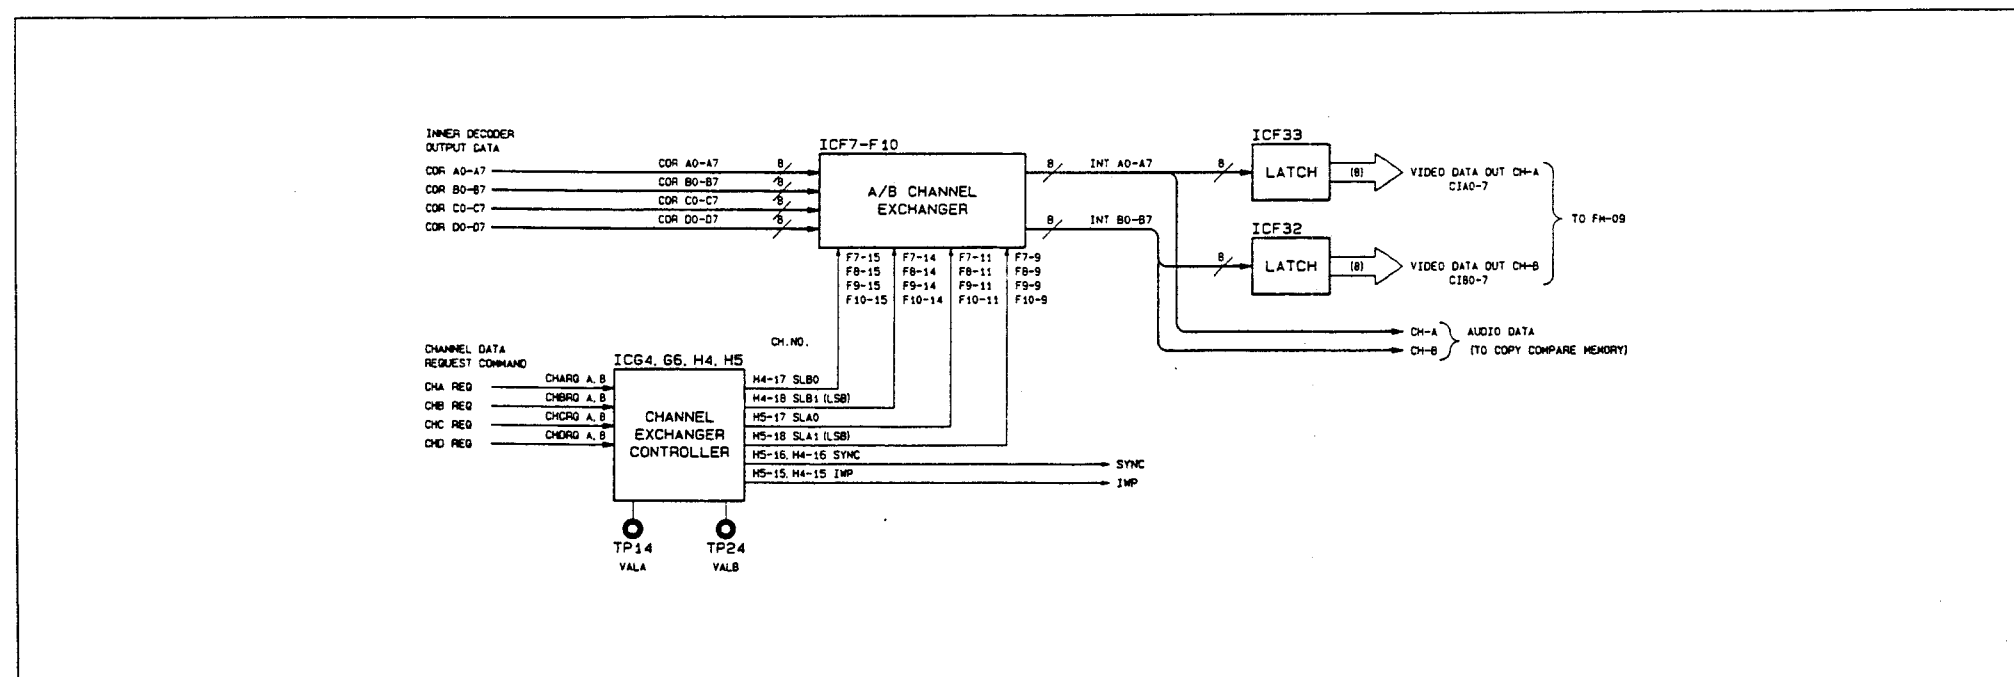 INNER DECODER
OUTPUT DATA
COR A0-A7
COR B0-B7
COR C0-C7
COR D0-D7
COR A0-A7
COR B0-B7
COR C0-C7
COR D0-D7
8
8
8
8
ICF7-F10
A/B CHANNEL
EXCHANGER
8
INT A0-A7
8
INT B0-B7
8
8
ICF33
LATCH
(8)
VIDEO DATA OUT CH-A
CIA0-7
ICF32
LATCH
(8)
VIDEO DATA OUT CH-B
CIB0-7
TO FM-09
F7-15
F8-15
F9-15
F10-15
F7-14
F8-14
F9-14
F10-14
F7-11
F8-11
F9-11
F10-11
F7-9
F8-9
F9-9
F10-9
CH-A
CH-B
AUDIO DATA
(TO COPY COMPARE MEMORY)
CH.NO.
CHANNEL DATA
REQUEST COMMAND
CHA REQ
CHB REQ
CHC REQ
CHD REQ
CHARQ A, B
CHBRQ A, B
CHCRQ A, B
CHDRQ A, B
ICG4, G6, H4, H5
CHANNEL
EXCHANGER
CONTROLLER
H4-17 SLB0
H4-18 SLB1 (LSB)
H5-17 SLA0
H5-18 SLA1 (LSB)
H5-16, H4-16 SYNC
H5-15, H4-15 IWP
SYNC
IWP
TP14
VALA
TP24
VALB